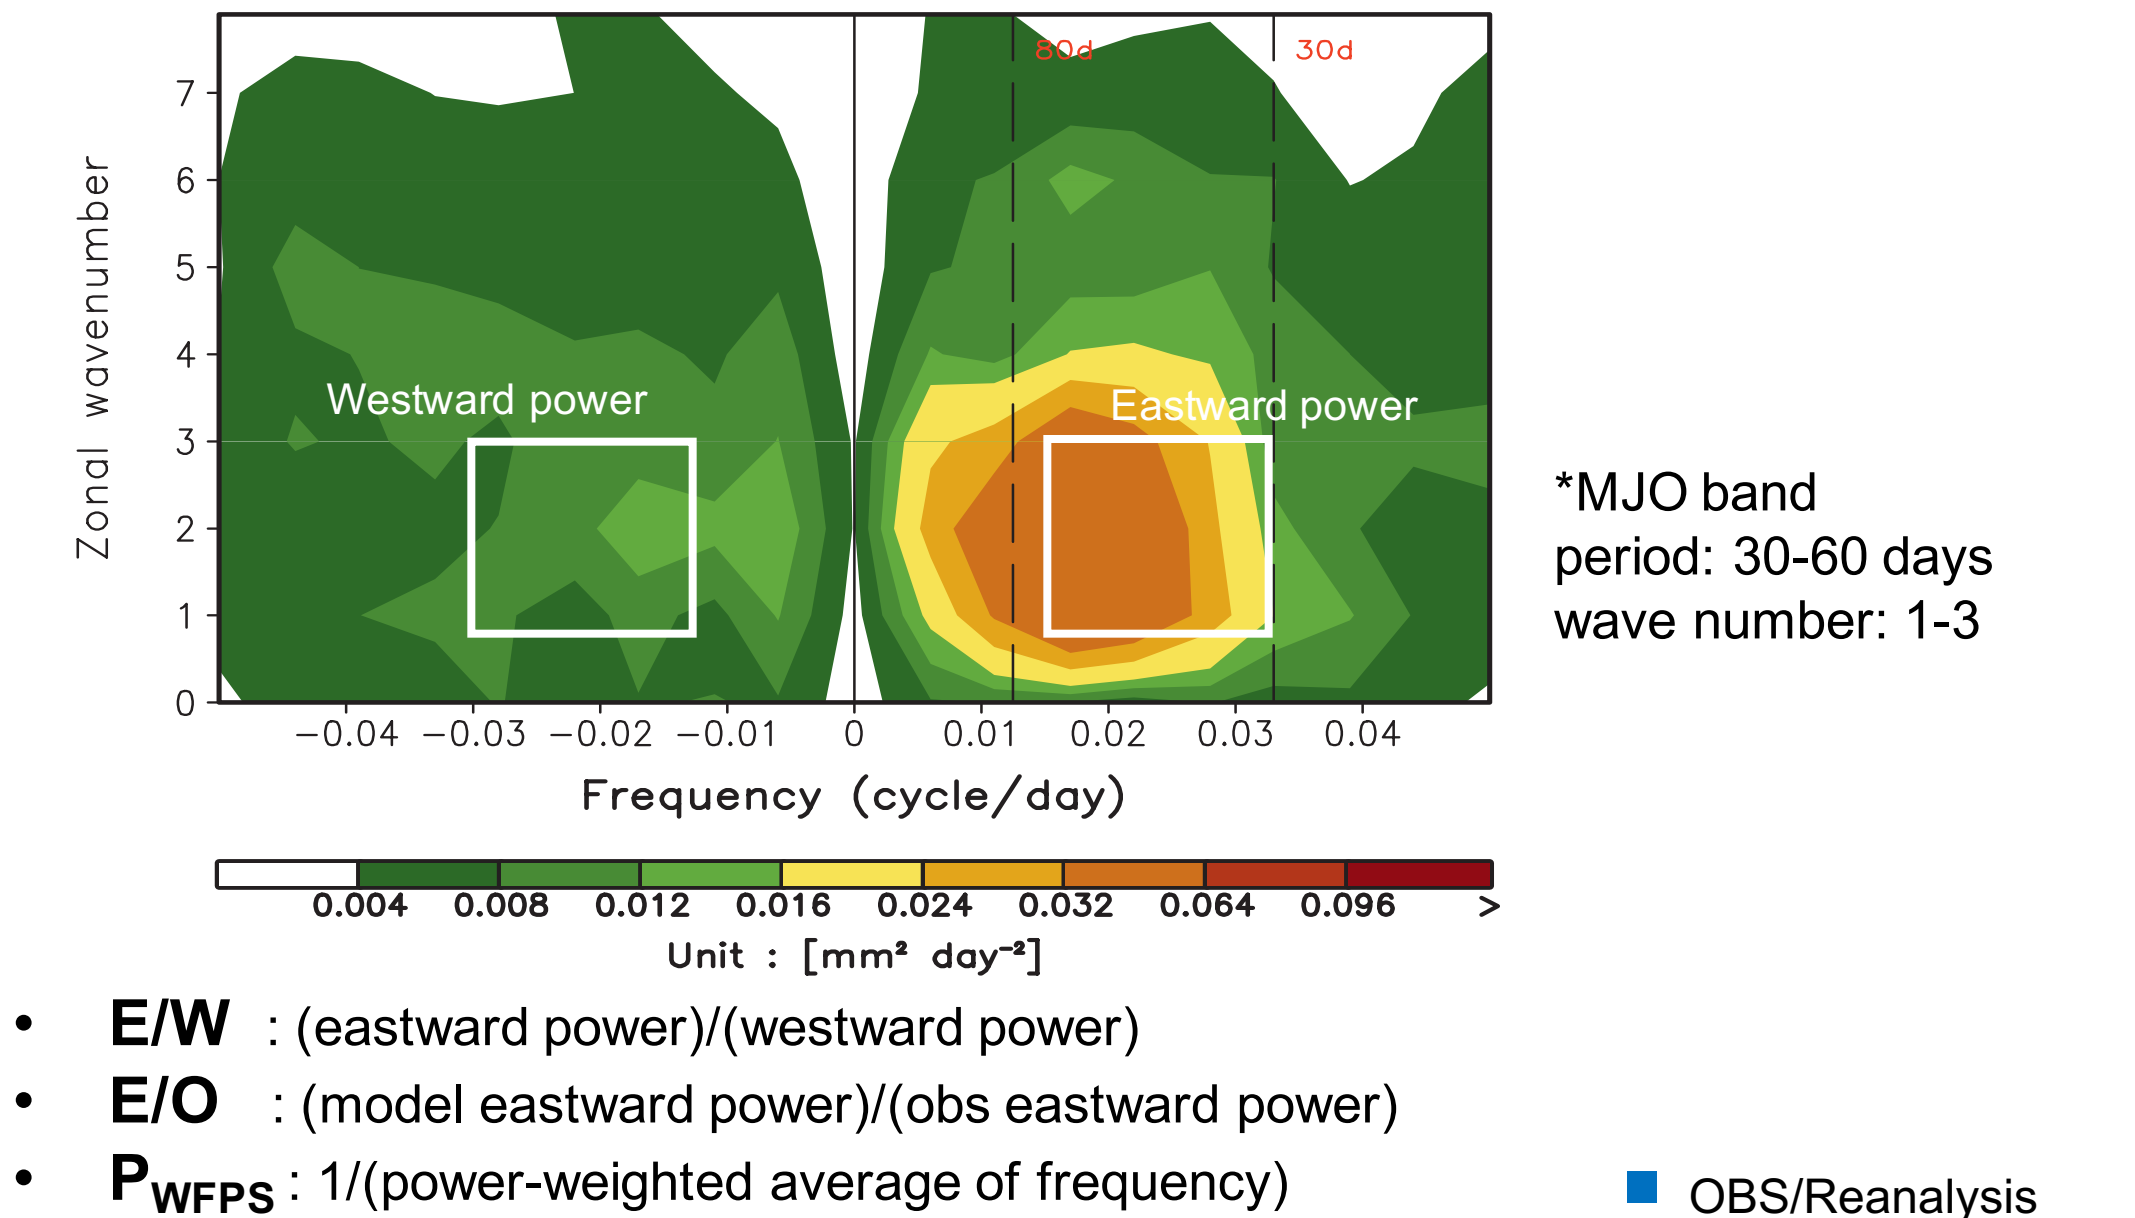 80d 30d
7
6
5
4
3
2
1
0
Zonal wavenumber
Westward power
Eastward power
*MJO band
period: 30-60 days
wave number: 1-3
−0.04 −0.03 −0.02 −0.01 0 0.01 0.02 0.03 0.04
Frequency (cycle/day)
0.004 0.008 0.012 0.016 0.024 0.032 0.064 0.096 >
Unit : [mm² day⁻²]
• E/W : (eastward power)/(westward power)
• E/O : (model eastward power)/(obs eastward power)
• PWFPS : 1/(power-weighted average of frequency)
OBS/Reanalysis